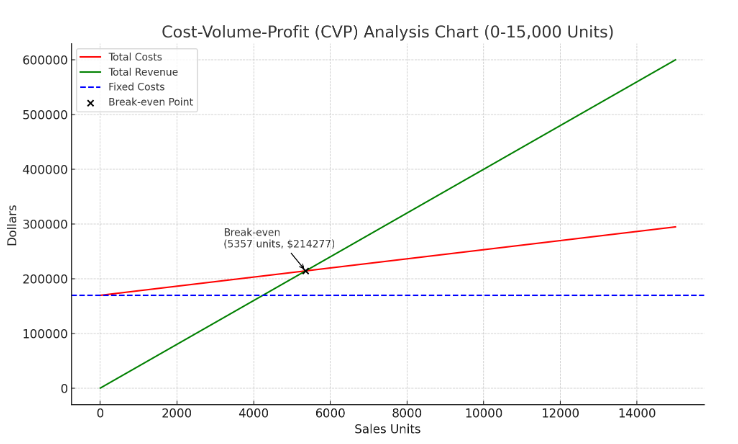 Cost-Volume-Profit (CVP) Analysis Chart (0-15,000 Units)
Total Costs
Total Revenue
Fixed Costs
Break-even Point
600000
500000
400000
300000
200000
100000
0
Dollars
Break-even
(5357 units, $214277)
0 2000 4000 6000 8000 10000 12000 14000
Sales Units